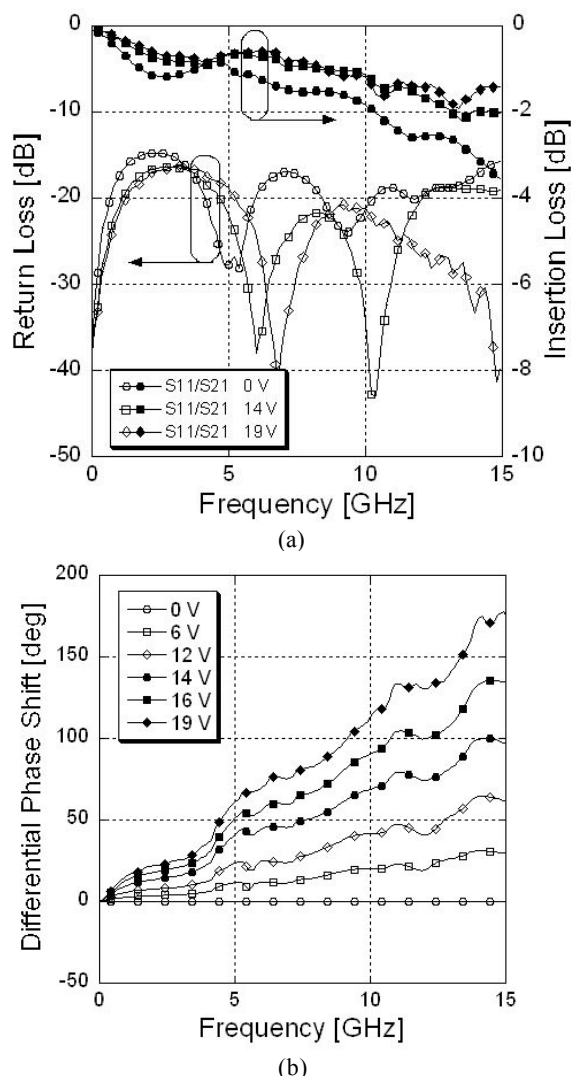 0
-10
-20
-30
-40
-50
Return Loss [dB]
0
-2
-4
-6
-8
-10
Insertion Loss [dB]
S11/S21 0 V
S11/S21 14 V
S11/S21 19 V
0 5 10 15
Frequency [GHz]
(a)
200
150
100
50
0
-50
Differential Phase Shift [deg]
0 V
6 V
12 V
14 V
16 V
19 V
0 5 10 15
Frequency [GHz]
(b)